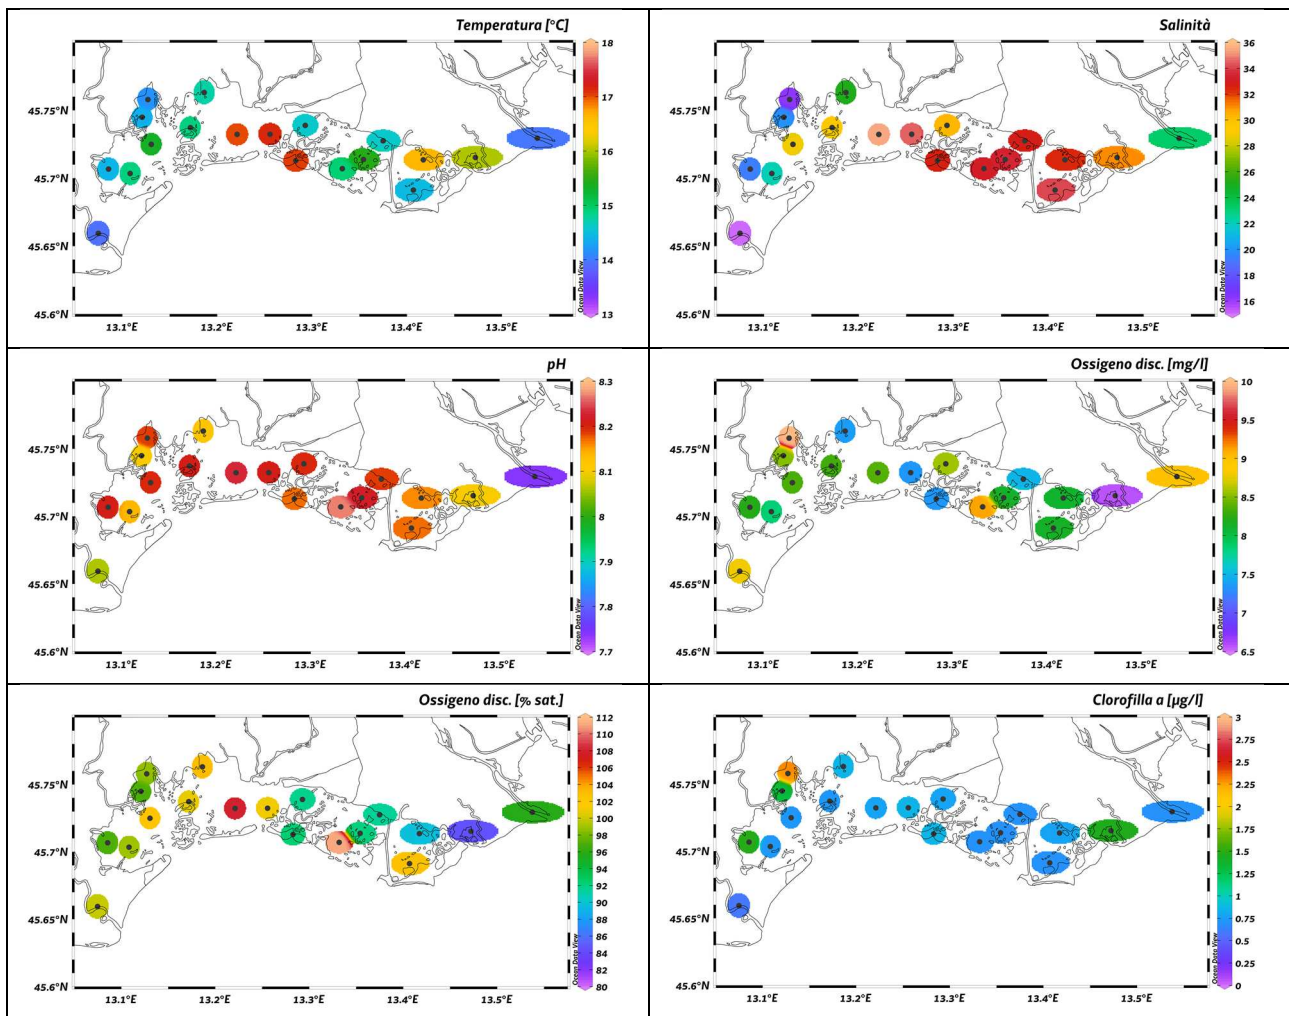 Temperatura [°C]
18
17
16
15
14
13
45.75°N
45.7°N
45.65°N
45.6°N
13.1°E
13.2°E
13.3°E
13.4°E
13.5°E
Ocean Data View
Salinità
36
34
32
30
28
26
24
22
20
18
16
45.75°N
45.7°N
45.65°N
45.6°N
13.1°E
13.2°E
13.3°E
13.4°E
13.5°E
Ocean Data View
pH
8.3
8.2
8.1
8
7.9
7.8
7.7
45.75°N
45.7°N
45.65°N
45.6°N
13.1°E
13.2°E
13.3°E
13.4°E
13.5°E
Ocean Data View
Ossigeno disc. [mg/l]
10
9.5
9
8.5
8
7.5
7
6.5
45.75°N
45.7°N
45.65°N
45.6°N
13.1°E
13.2°E
13.3°E
13.4°E
13.5°E
Ocean Data View
Ossigeno disc. [% sat.]
112
110
108
106
104
102
100
98
96
94
92
90
88
86
84
82
80
45.75°N
45.7°N
45.65°N
45.6°N
13.1°E
13.2°E
13.3°E
13.4°E
13.5°E
Ocean Data View
Clorofilla a [µg/l]
3
2.75
2.5
2.25
2
1.75
1.5
1.25
1
0.75
0.5
0.25
0
45.75°N
45.7°N
45.65°N
45.6°N
13.1°E
13.2°E
13.3°E
13.4°E
13.5°E
Ocean Data View